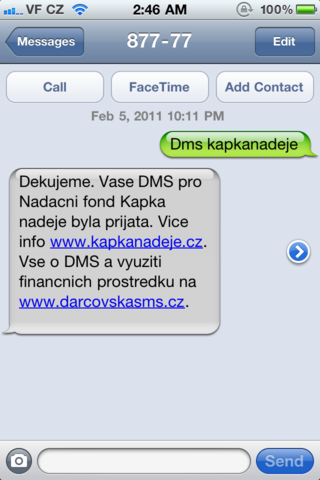 VF CZ 2:46 AM 100%
Messages 877-77 Edit
Call FaceTime Add Contact
Feb 5, 2011 10:11 PM
Dms kapkanadeje
Dekujeme. Vase DMS pro
Nadacni fond Kapka
nadeje byla prijata. Vice
info www.kapkanadeje.cz.
Vse o DMS a vyuziti
financnich prostredku na
www.darcovskasms.cz.
Send